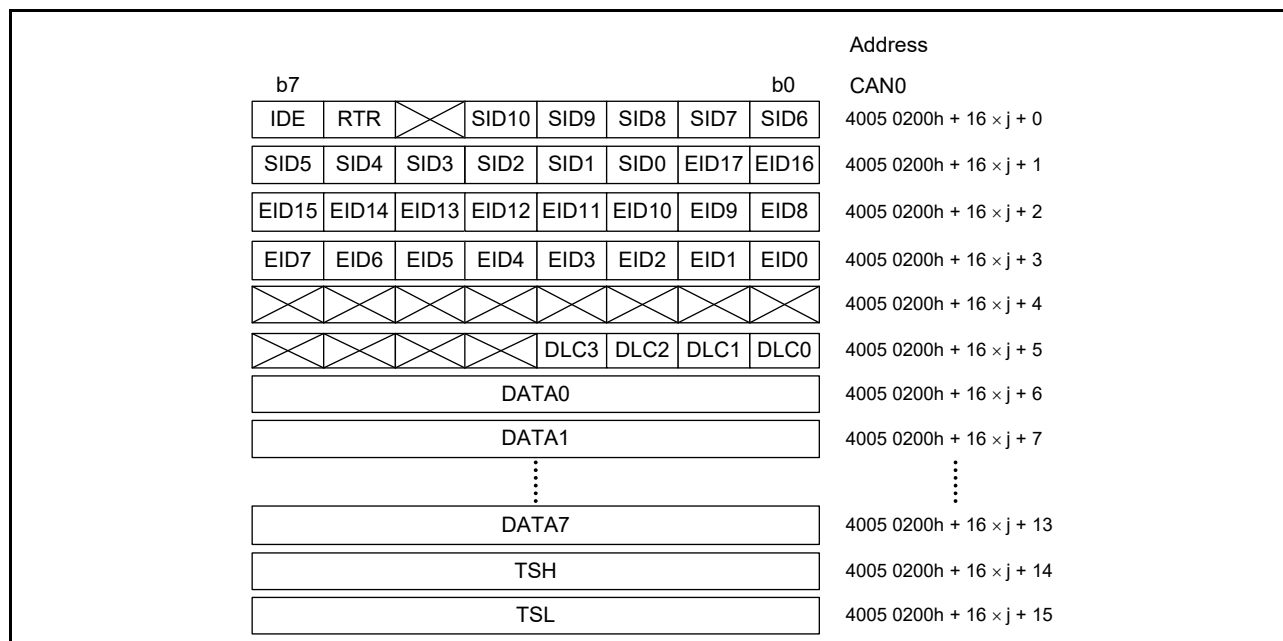 Address
b7 b0 CAN0
IDE RTR SID10 SID9 SID8 SID7 SID6 4005 0200h + 16 × j + 0
SID5 SID4 SID3 SID2 SID1 SID0 EID17 EID16 4005 0200h + 16 × j + 1
EID15 EID14 EID13 EID12 EID11 EID10 EID9 EID8 4005 0200h + 16 × j + 2
EID7 EID6 EID5 EID4 EID3 EID2 EID1 EID0 4005 0200h + 16 × j + 3
4005 0200h + 16 × j + 4
DLC3 DLC2 DLC1 DLC0 4005 0200h + 16 × j + 5
DATA0 4005 0200h + 16 × j + 6
DATA1 4005 0200h + 16 × j + 7
DATA7 4005 0200h + 16 × j + 13
TSH 4005 0200h + 16 × j + 14
TSL 4005 0200h + 16 × j + 15